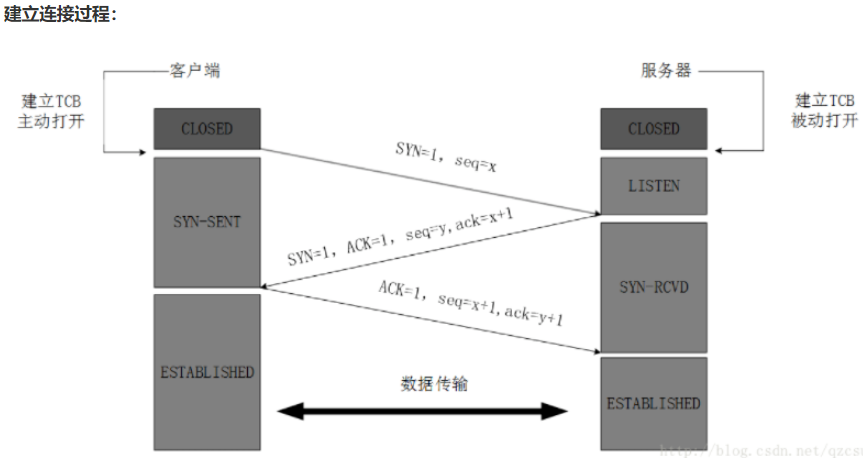 建立连接过程：
客户端
服务器
建立TCB
主动打开
建立TCB
被动打开
CLOSED
CLOSED
SYN=1, seq=x
LISTEN
SYN-SENT
SYN=1, ACK=1, seq=y,ack=x+1
SYN-RCVD
ACK=1, seq=x+1,ack=y+1
ESTABLISHED
数据传输
ESTABLISHED
http://blog.csdn.net/qzcs